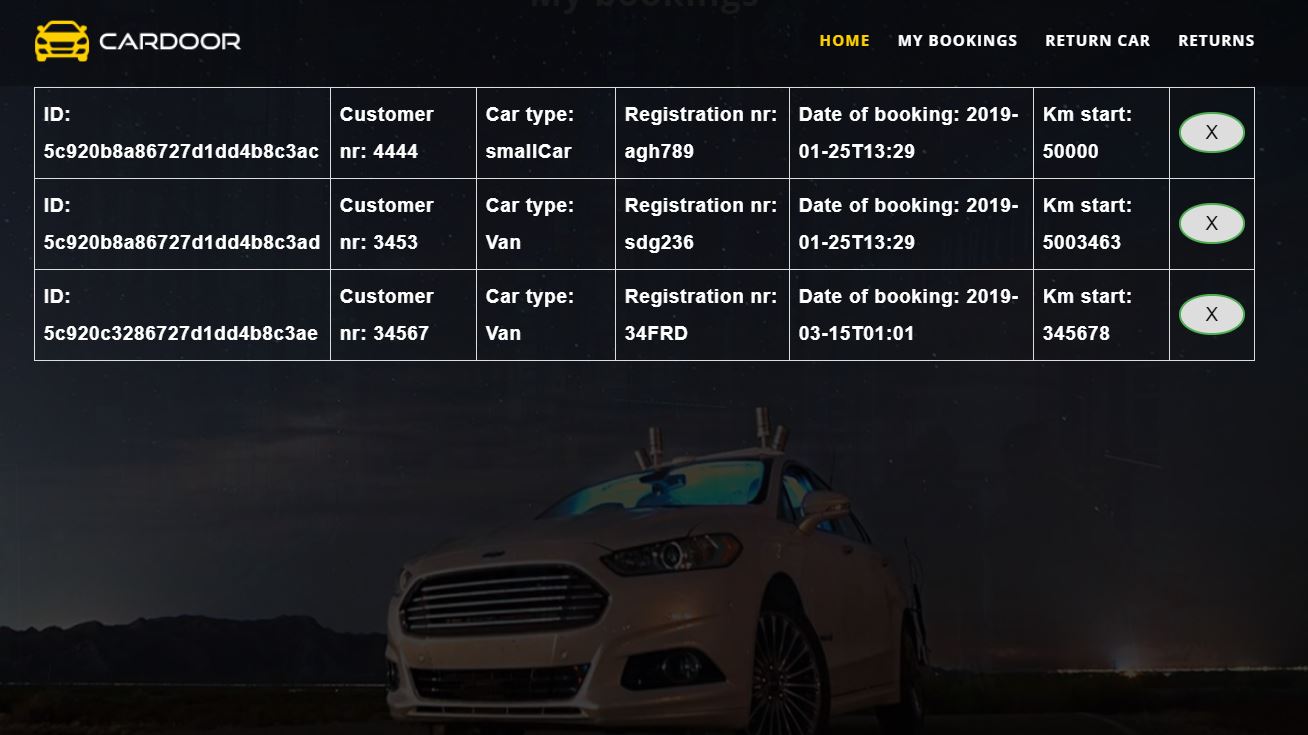 My bookings
CARDOOR
HOME MY BOOKINGS RETURN CAR RETURNS
ID: Customer Car type: Registration nr: Date of booking: 2019- Km start: X
5c920b8a86727d1dd4b8c3ac nr: 4444 smallCar agh789 01-25T13:29 50000
ID: Customer Car type: Registration nr: Date of booking: 2019- Km start: X
5c920b8a86727d1dd4b8c3ad nr: 3453 Van sdg236 01-25T13:29 5003463
ID: Customer Car type: Registration nr: Date of booking: 2019- Km start: X
5c920c3286727d1dd4b8c3ae nr: 34567 Van 34FRD 03-15T01:01 345678